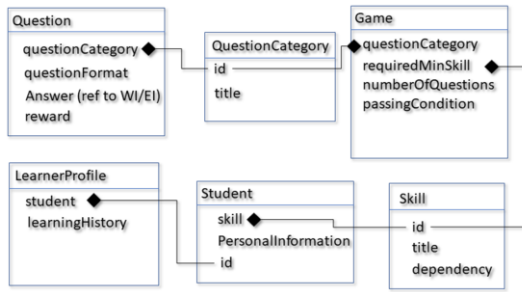 Question
questionCategory
questionFormat
Answer (ref to WI/EI)
reward
QuestionCategory
id
title
Game
questionCategory
requiredMinSkill
numberOfQuestions
passingCondition
LearnerProfile
student
learningHistory
Student
skill
PersonalInformation
id
Skill
id
title
dependency